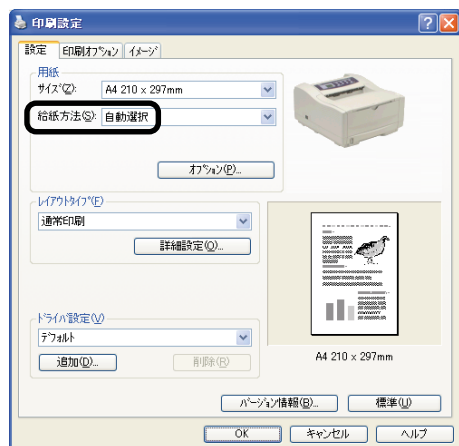 印刷設定
設定 印刷ｵﾌﾟｼｮﾝ ｲﾒｰｼﾞ
用紙
ｻｲｽﾞ(Z): A4 210 x 297mm
給紙方法(S): 自動選択
ｵﾌﾟｼｮﾝ(P)...
ﾚｲｱｳﾄﾀｲﾌﾟ(F)
通常印刷
詳細設定(O)...
ﾄﾞﾗｲﾊﾞ設定(V)
ﾃﾞﾌｫﾙﾄ
追加(D)... 削除(R)
A4 210 x 297mm
ﾊﾞｰｼﾞｮﾝ情報(B)... 標準(U)
OK ｷｬﾝｾﾙ ﾍﾙﾌﾟ